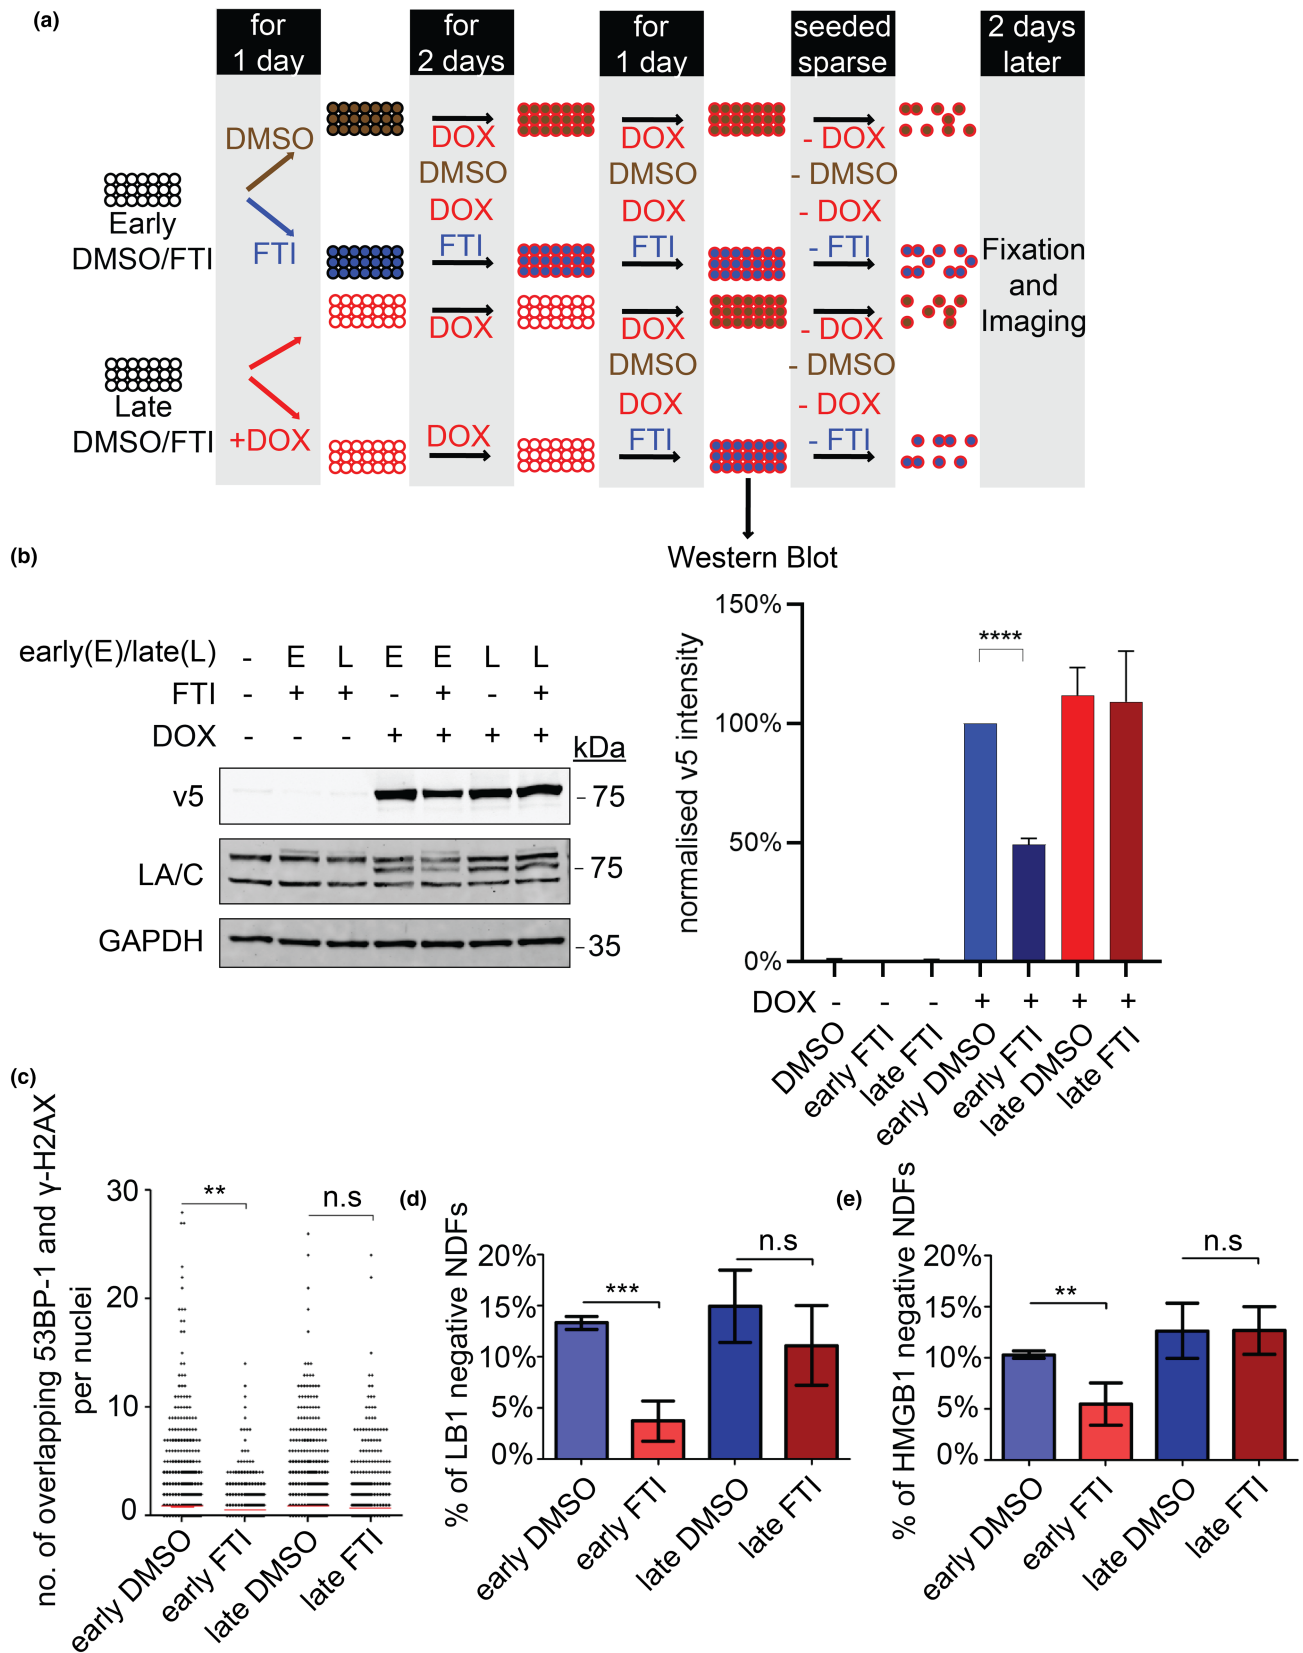 (a)
for
1 day
for
2 days
for
1 day
seeded
sparse
2 days
later
DMSO
FTI
Early
DMSO/FTI
DOX
DMSO
DOX
FTI
DOX
DMSO
DOX
FTI
- DOX
- DMSO
- DOX
- FTI
Fixation
and
Imaging
Late
DMSO/FTI
+DOX
DOX
DOX
DOX
DMSO
DOX
FTI
- DOX
- DMSO
- DOX
- FTI
Western Blot
(b)
early(E)/late(L) - E L E E L L
FTI - + + - + - +
DOX - - - + + + +
kDa
v5
- 75
LA/C
- 75
GAPDH
- 35
normalised v5 intensity
150%
100%
50%
0%
****
DOX - - - + + + +
DMSO
early FTI
late FTI
early DMSO
early FTI
late DMSO
late FTI
(c)
no. of overlapping 53BP-1 and γ-H2AX
per nuclei
30
20
10
0
**
n.s
early DMSO
early FTI
late DMSO
late FTI
(d)
% of LB1 negative NDFs
20%
15%
10%
5%
0%
***
n.s
early DMSO
early FTI
late DMSO
late FTI
(e)
% of HMGB1 negative NDFs
20%
15%
10%
5%
0%
**
n.s
early DMSO
early FTI
late DMSO
late FTI